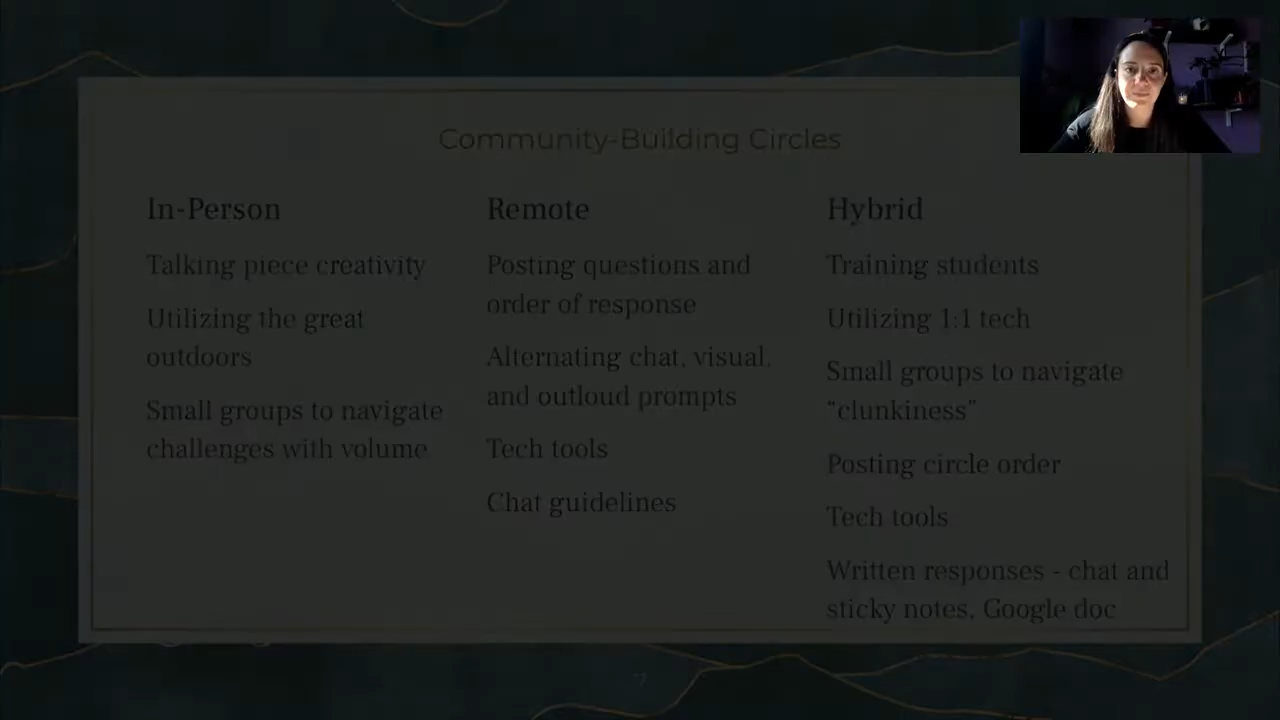 Community-Building Circles
In-Person
Talking piece creativity
Utilizing the great
outdoors
Small groups to navigate
challenges with volume
Remote
Posting questions and
order of response
Alternating chat, visual,
and outloud prompts
Tech tools
Chat guidelines
Hybrid
Training students
Utilizing 1:1 tech
Small groups to navigate
“clunkiness”
Posting circle order
Tech tools
Written responses - chat and
sticky notes, Google doc